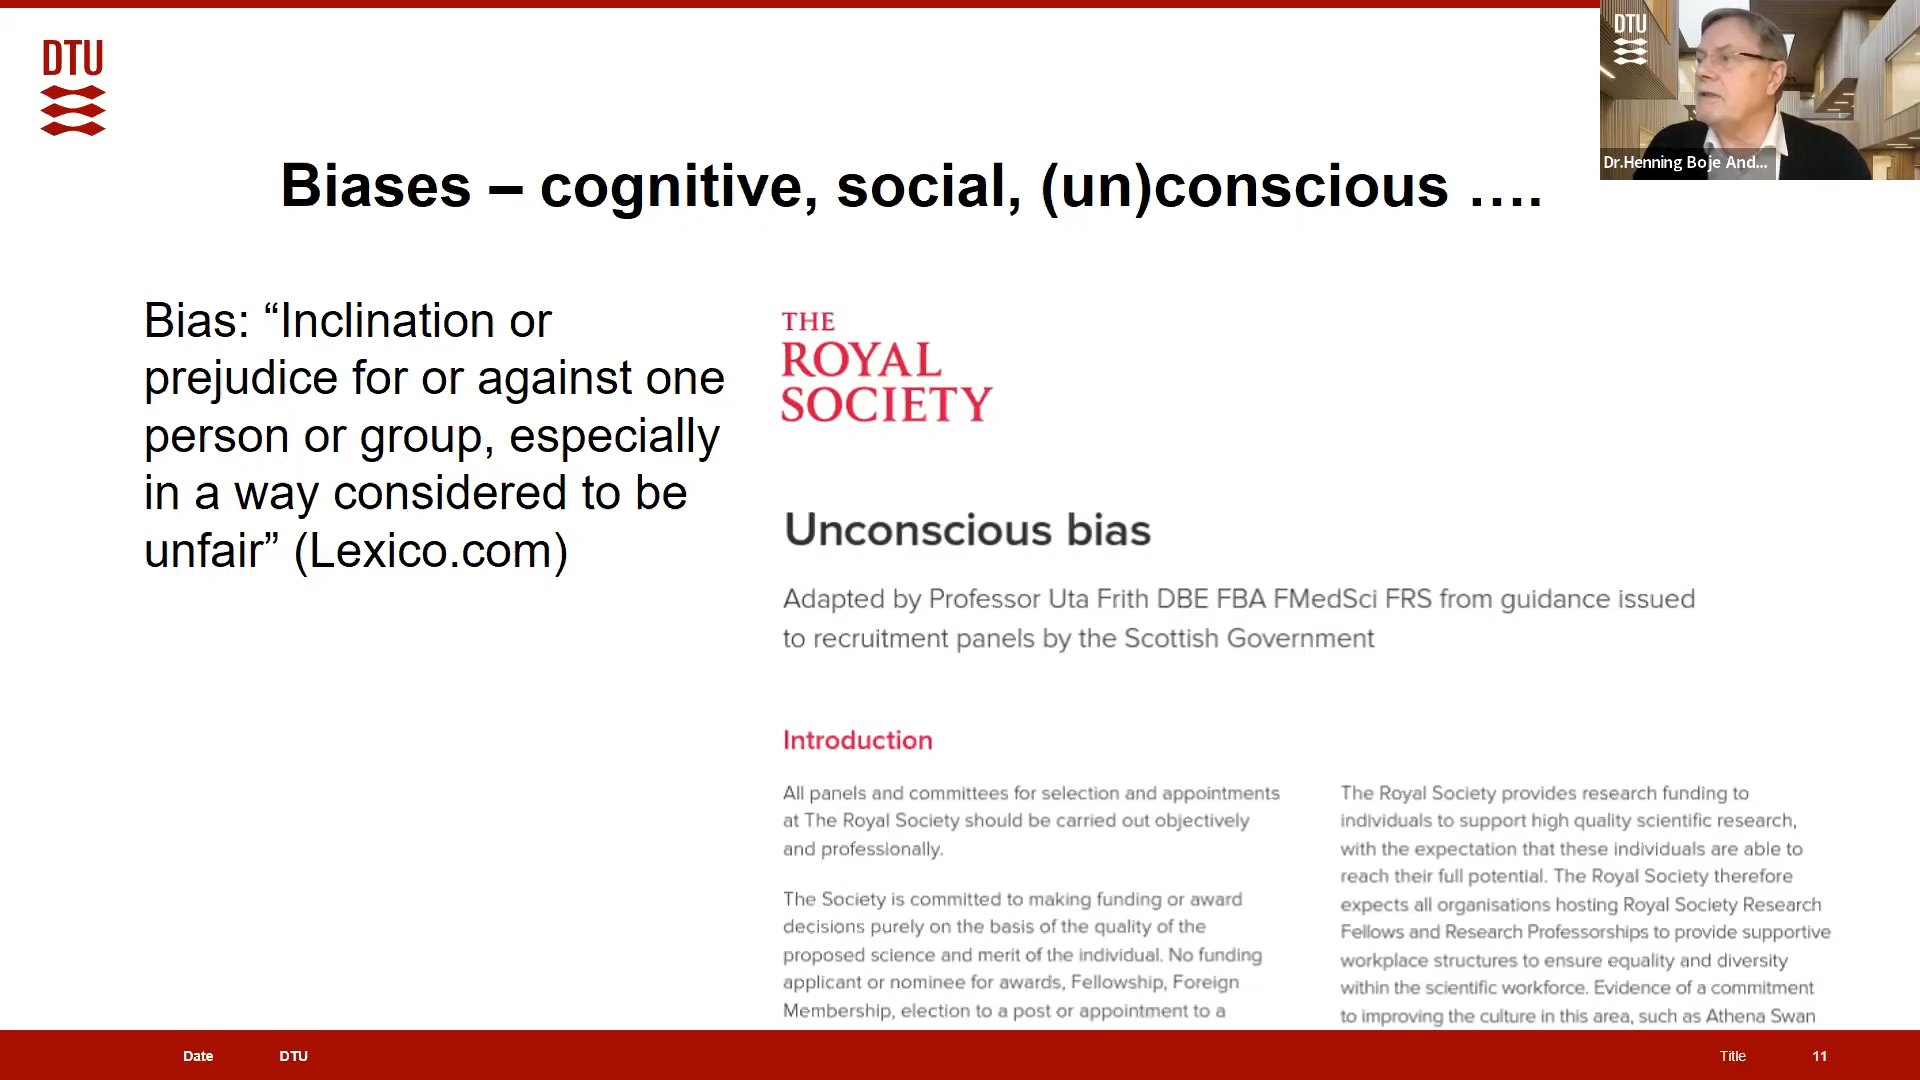 DTU
DTU
Dr.Henning Boje And...
Biases – cognitive, social, (un)conscious ….
Bias: “Inclination or
prejudice for or against one
person or group, especially
in a way considered to be
unfair” (Lexico.com)
THE
ROYAL
SOCIETY
Unconscious bias
Adapted by Professor Uta Frith DBE FBA FMedSci FRS from guidance issued
to recruitment panels by the Scottish Government
Introduction
All panels and committees for selection and appointments
at The Royal Society should be carried out objectively
and professionally.
The Society is committed to making funding or award
decisions purely on the basis of the quality of the
proposed science and merit of the individual. No funding
applicant or nominee for awards, Fellowship, Foreign
Membership, election to a post or appointment to a
The Royal Society provides research funding to
individuals to support high quality scientific research,
with the expectation that these individuals are able to
reach their full potential. The Royal Society therefore
expects all organisations hosting Royal Society Research
Fellows and Research Professorships to provide supportive
workplace structures to ensure equality and diversity
within the scientific workforce. Evidence of a commitment
to improving the culture in this area, such as Athena Swan
Date DTU Title 11